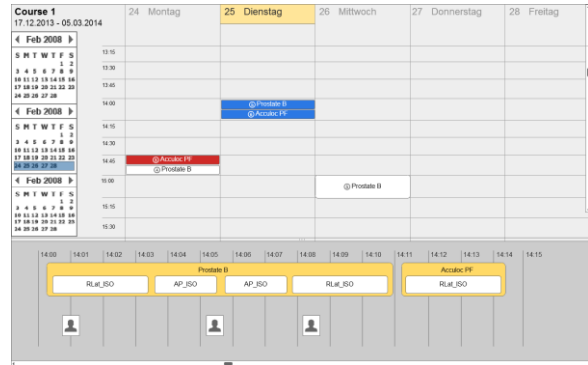 Course 1
17.12.2013 - 05.03.2014
24 Montag
25 Dienstag
26 Mittwoch
27 Donnerstag
28 Freitag
Feb 2008
S M T W T F S
1 2
3 4 5 6 7 8 9
10 11 12 13 14 15 16
17 18 19 20 21 22 23
24 25 26 27 28
Feb 2008
S M T W T F S
1 2
3 4 5 6 7 8 9
10 11 12 13 14 15 16
17 18 19 20 21 22 23
24 25 26 27 28
Feb 2008
S M T W T F S
1 2
3 4 5 6 7 8 9
10 11 12 13 14 15 16
17 18 19 20 21 22 23
24 25 26 27 28
13:15
13:30
13:45
14:00
14:15
14:30
14:45
15:00
15:15
15:30
Prostate B
Acculoc PF
Acculoc PF
Prostate B
Prostate B
14:00 14:01 14:02 14:03 14:04 14:05 14:06 14:07 14:08 14:09 14:10 14:11 14:12 14:13 14:14 14:15
Prostate B
Acculoc PF
RLat_ISO
AP_ISO
AP_ISO
RLat_ISO
RLat_ISO